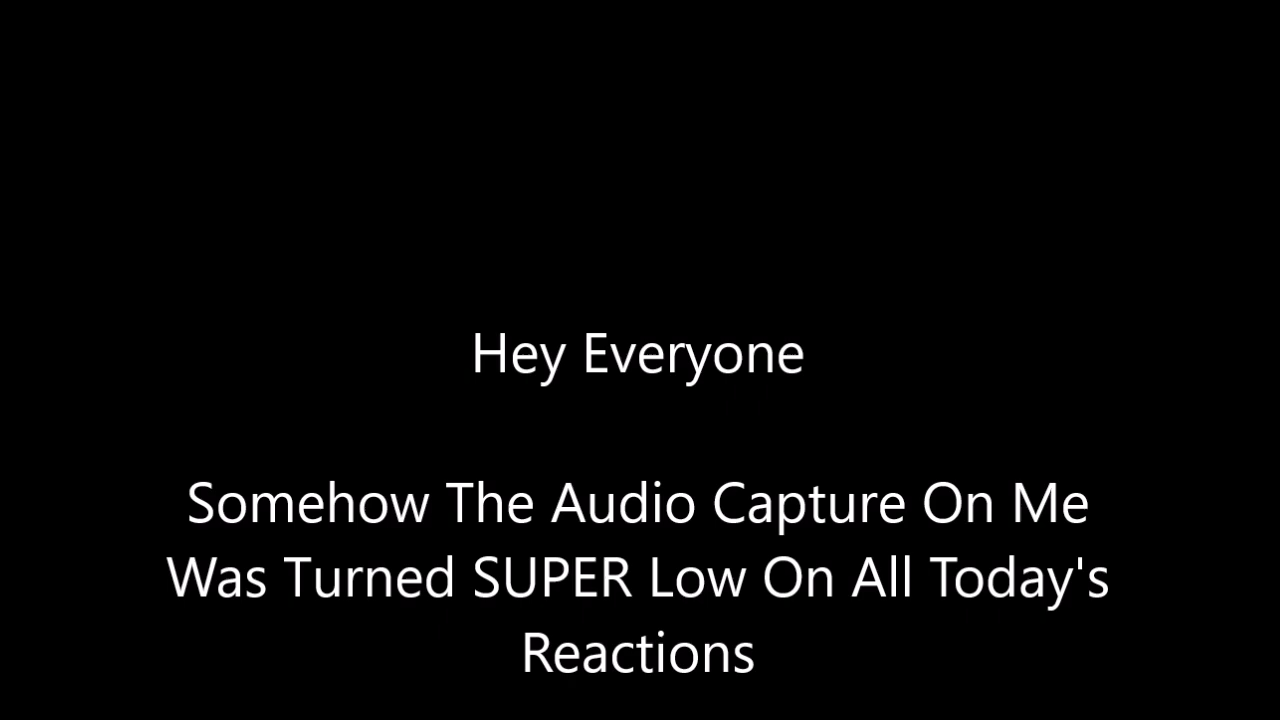 Hey Everyone
Somehow The Audio Capture On Me
Was Turned SUPER Low On All Today's
Reactions